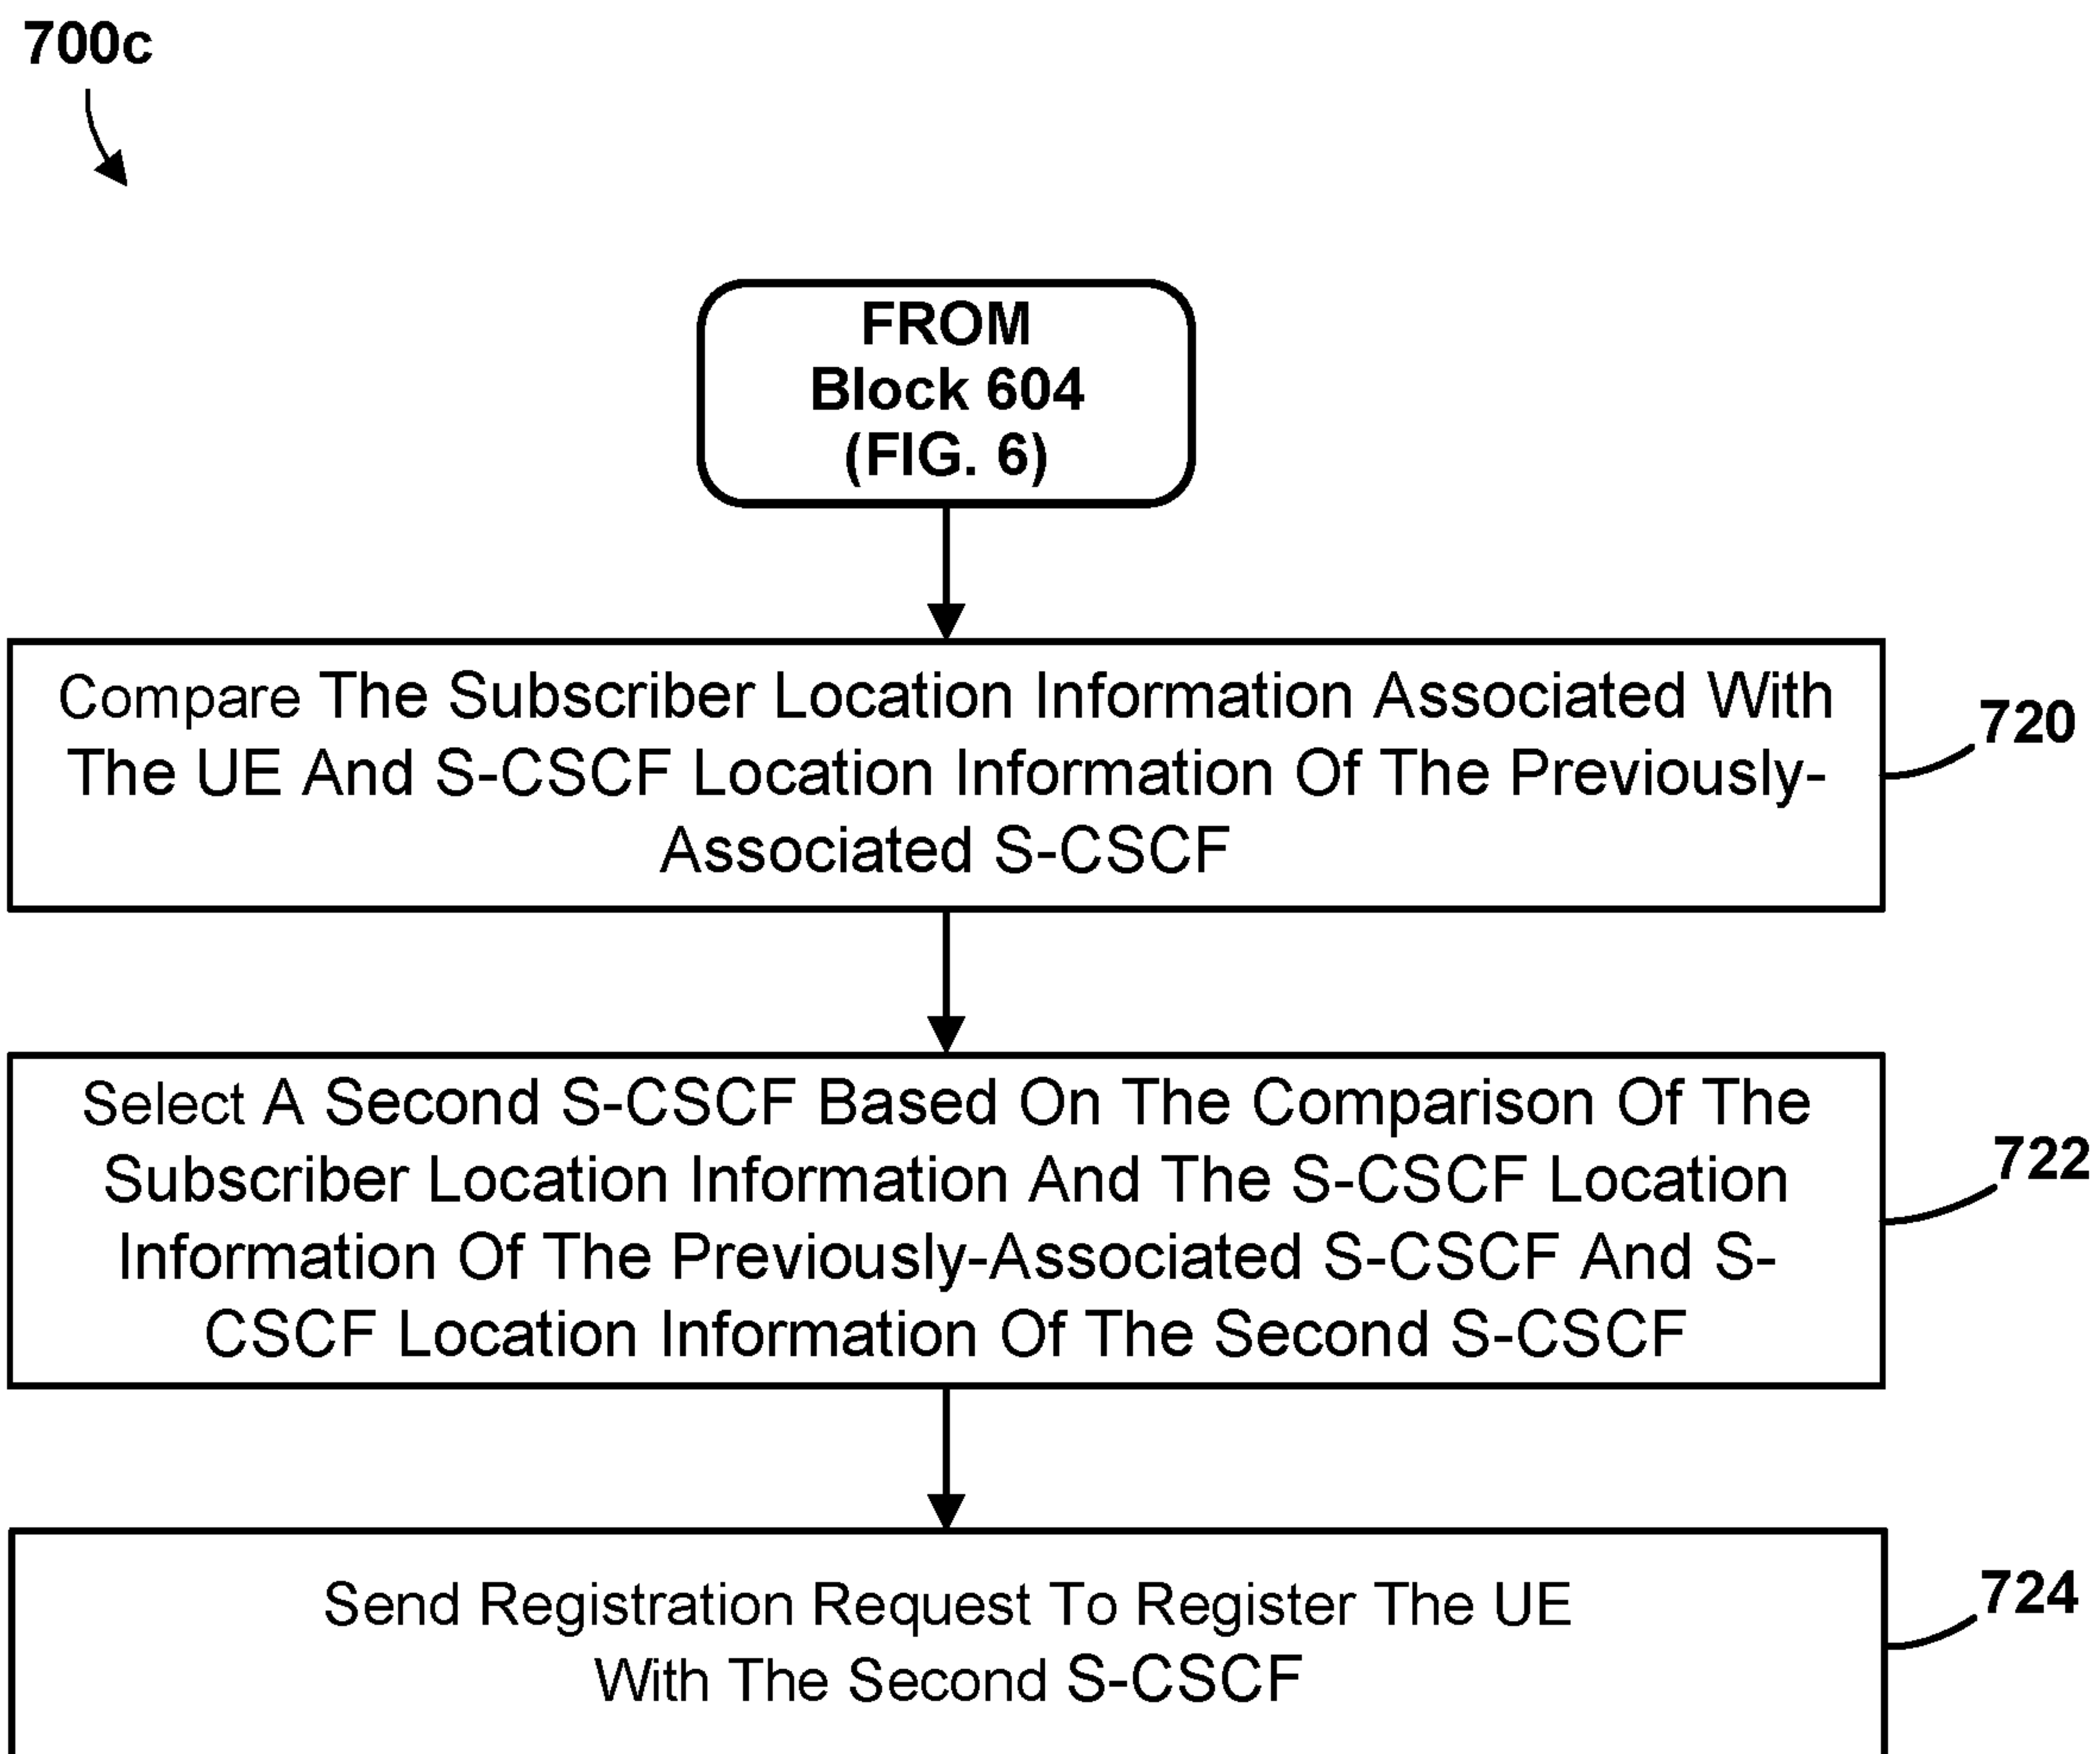 700c
FROM
Block 604
(FIG. 6)
Compare The Subscriber Location Information Associated With
The UE And S-CSCF Location Information Of The Previously-
Associated S-CSCF
720
Select A Second S-CSCF Based On The Comparison Of The
Subscriber Location Information And The S-CSCF Location
Information Of The Previously-Associated S-CSCF And S-
CSCF Location Information Of The Second S-CSCF
722
Send Registration Request To Register The UE
With The Second S-CSCF
724